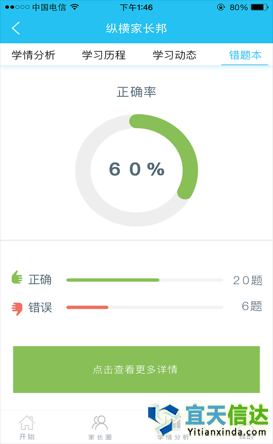 中国电信 下午1:46 80%
纵横家长邦
学情分析 学习历程 学习动态 错题本
正确率
60%
正确 20题
错误 6题
点击查看更多详情
宜天信达
Yitianxinda.com
开始 家长圈 学情分析